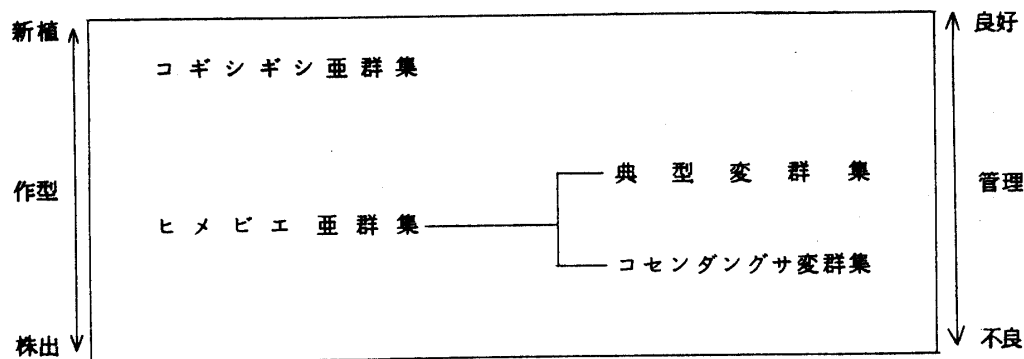 新植
良好
コギシギシ亜群集
典型変群集
作型
管理
ヒメビエ亜群集
コセンダングサ変群集
株出
不良